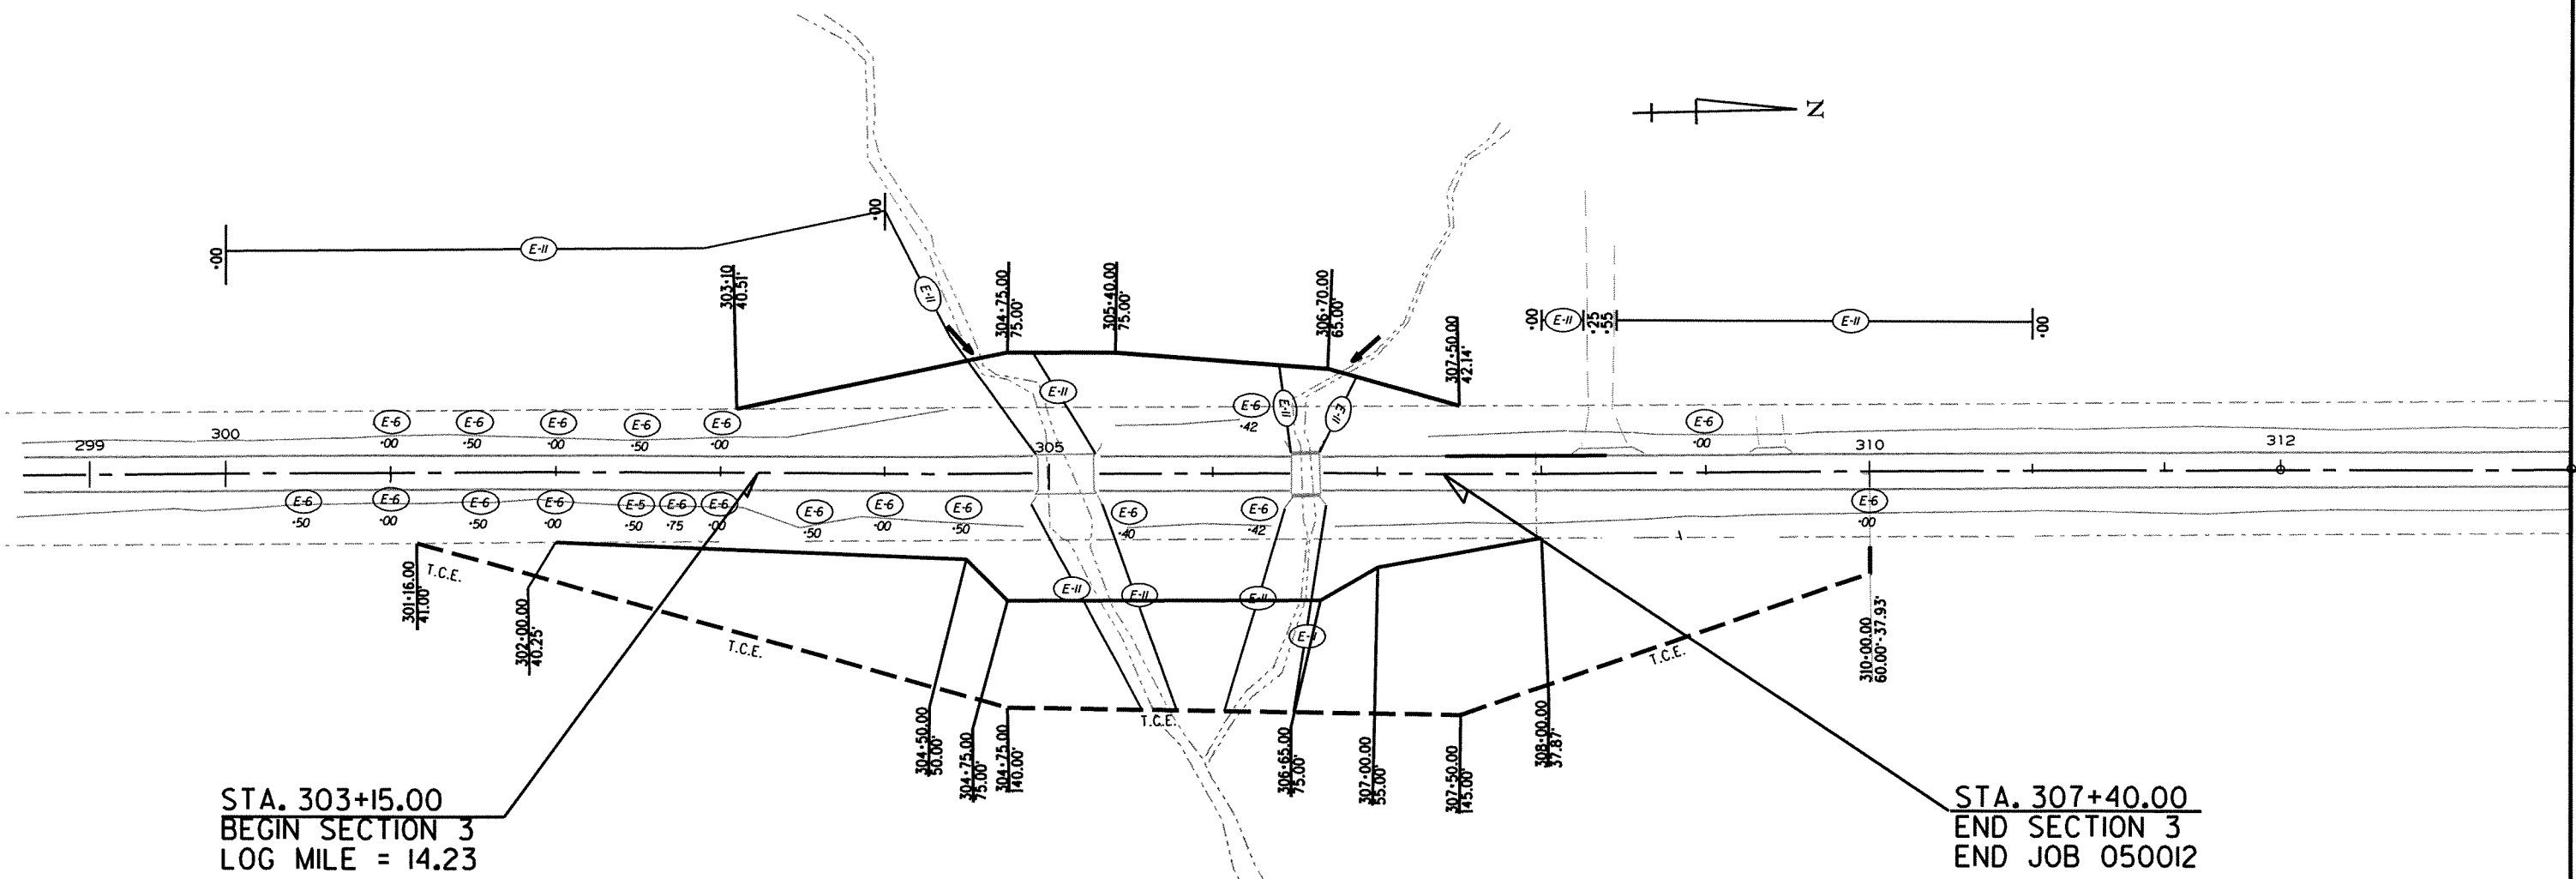 N
·00
E-11
·00
E-11
303+10
40.51'
304+75.00
75.00'
305+40.00
75.00'
306+70.00
65.00'
307+50.00
42.14'
·00
E-11
·25
·55
E-11
·00
E-11
E-11
E-11
E-6
·00
E-6
·50
E-6
·00
E-6
·50
E-6
·00
E-6
·42
E-6
·00
299
300
305
310
312
E-6
·50
E-6
·00
E-6
·50
E-6
·00
E-5
·50
E-6
·75
E-6
·00
E-6
·50
E-6
·00
E-6
·50
E-6
·40
E-6
·42
E-6
·00
T.C.E.
T.C.E.
T.C.E.
T.C.E.
E-11
E-11
E-11
E-11
301+16.00
41.00'
302+00.00
40.25'
304+50.00
50.00'
304+75.00
75.00'
304+75.00
140.00'
306+65.00
75.00'
307+00.00
55.00'
307+50.00
145.00'
308+00.00
37.87'
310+00.00
60.00'-37.93'
STA. 303+15.00
BEGIN SECTION 3
LOG MILE = 14.23
STA. 307+40.00
END SECTION 3
END JOB 050012